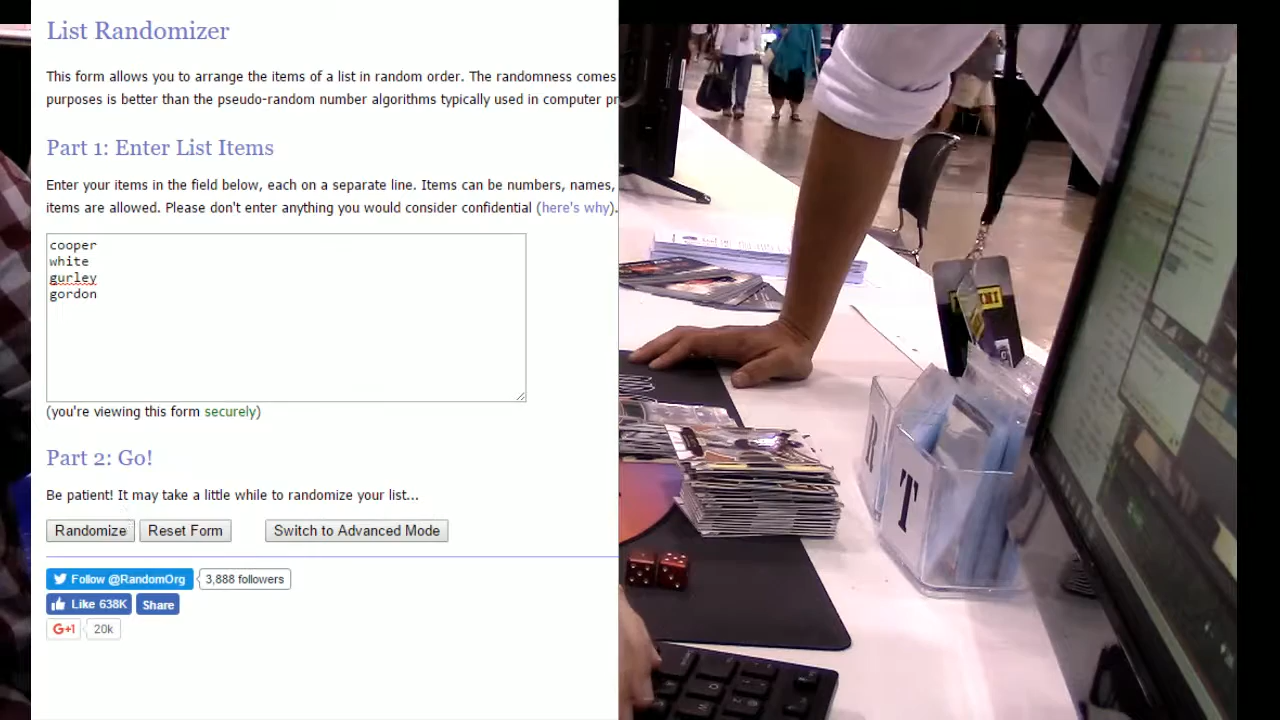 List Randomizer
This form allows you to arrange the items of a list in random order. The randomness comes
purposes is better than the pseudo-random number algorithms typically used in computer
Part 1: Enter List Items
Enter your items in the field below, each on a separate line. Items can be numbers, names,
items are allowed. Please don't enter anything you would consider confidential (here's why).
cooper
white
gurley
gordon
(you're viewing this form securely)
Part 2: Go!
Be patient! It may take a little while to randomize your list...
Randomize Reset Form Switch to Advanced Mode
Follow @RandomOrg 3,888 followers
Like 638K Share
G+1 20k
R
T